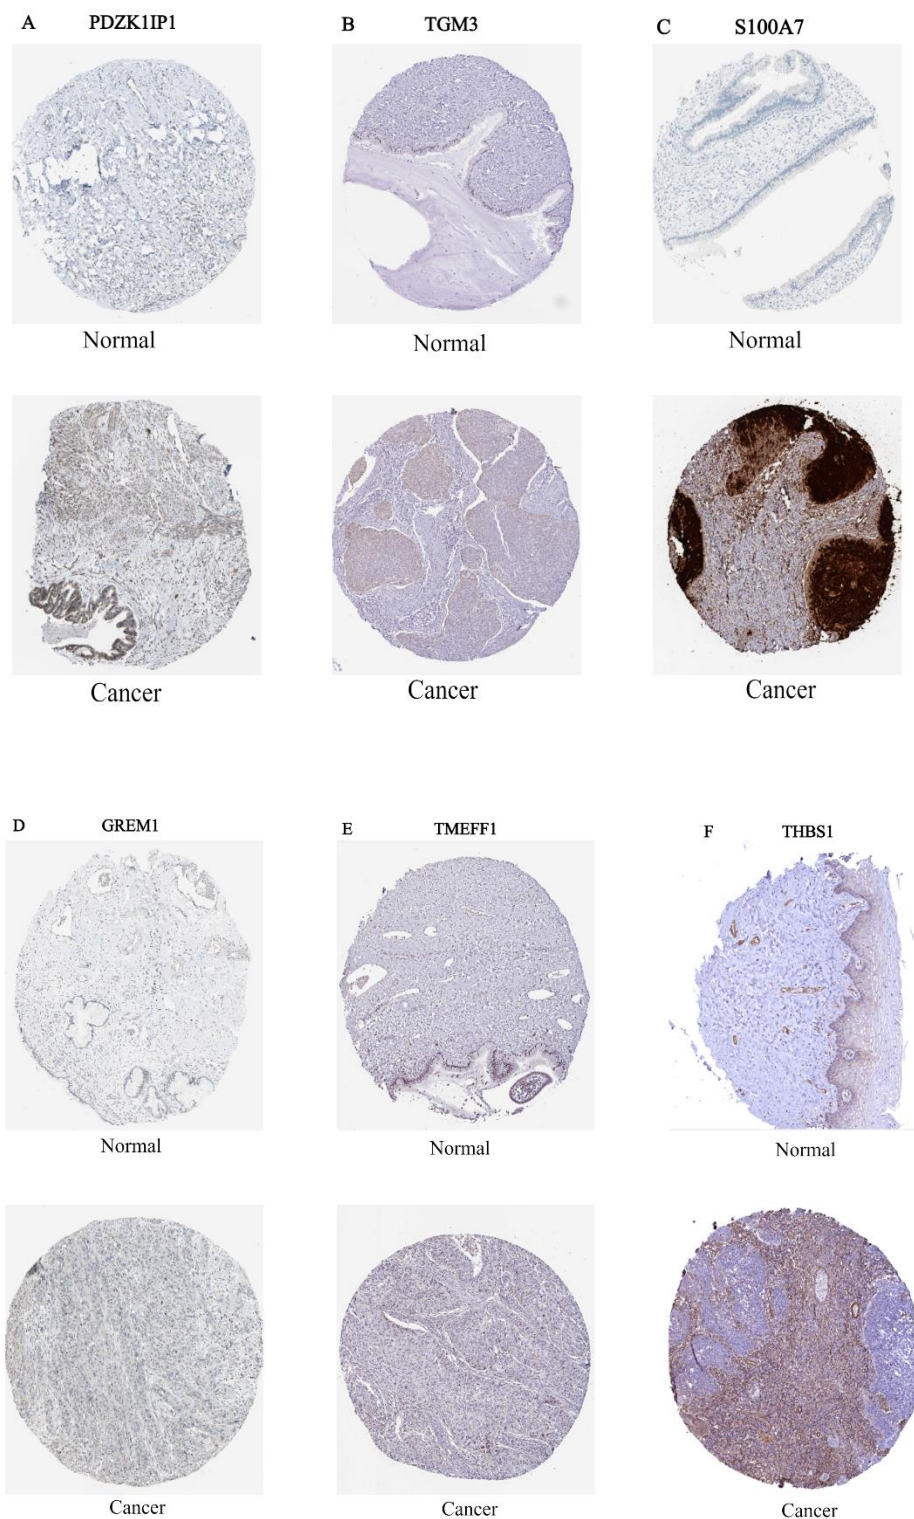 A PDZK1IP1 B TGM3 C S100A7
Normal Normal Normal
Cancer Cancer Cancer
D GREM1 E TMEFF1 F THBS1
Normal Normal Normal
Cancer Cancer Cancer